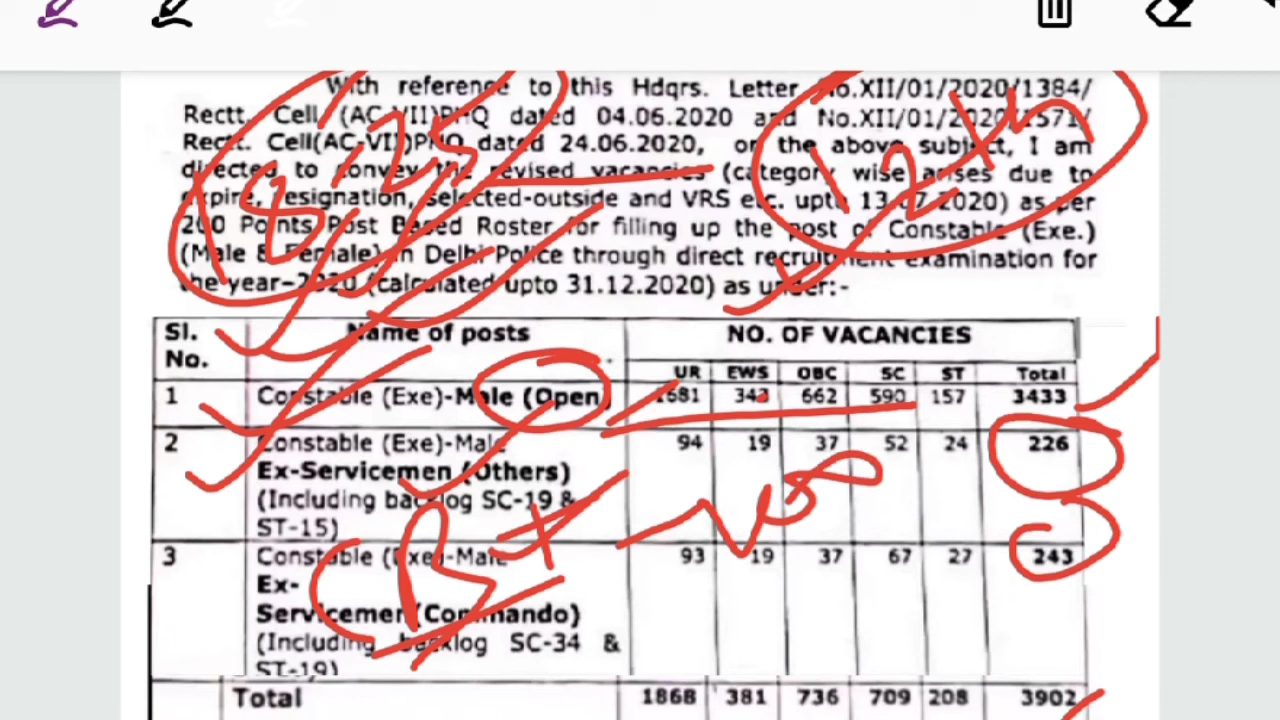 With reference to this Hdqrs. Letter No.XII/01/2020/1384/
Rectt. Cell (AC-VII)PHQ dated 04.06.2020 and No.XII/01/2020/1571/
Rectt. Cell(AC-VII)PHQ dated 24.06.2020, on the above subject, I am
directed to convey the revised vacancies (category wise arises due to
expire, resignation, selected-outside and VRS etc. upto 13.07.2020) as per
200 Points Post Based Roster for filling up the post of Constable (Exe.)
(Male & Female) in Delhi Police through direct recruitment examination for
the year-2020 (calculated upto 31.12.2020) as under:-
18-25
12th
Sl. No. Name of posts NO. OF VACANCIES
UR EWS OBC SC ST Total
1 Constable (Exe)-Male (Open) 1681 343 662 590 157 3433
2 Constable (Exe)-Male 94 19 37 52 24 226
Ex-Servicemen (Others)
(Including backlog SC-19 &
ST-15)
3 Constable (Exe)-Male 93 19 37 67 27 243
Ex-
Servicemen(Commando)
(Including backlog SC-34 &
ST-19)
Total 1868 381 736 709 208 3902